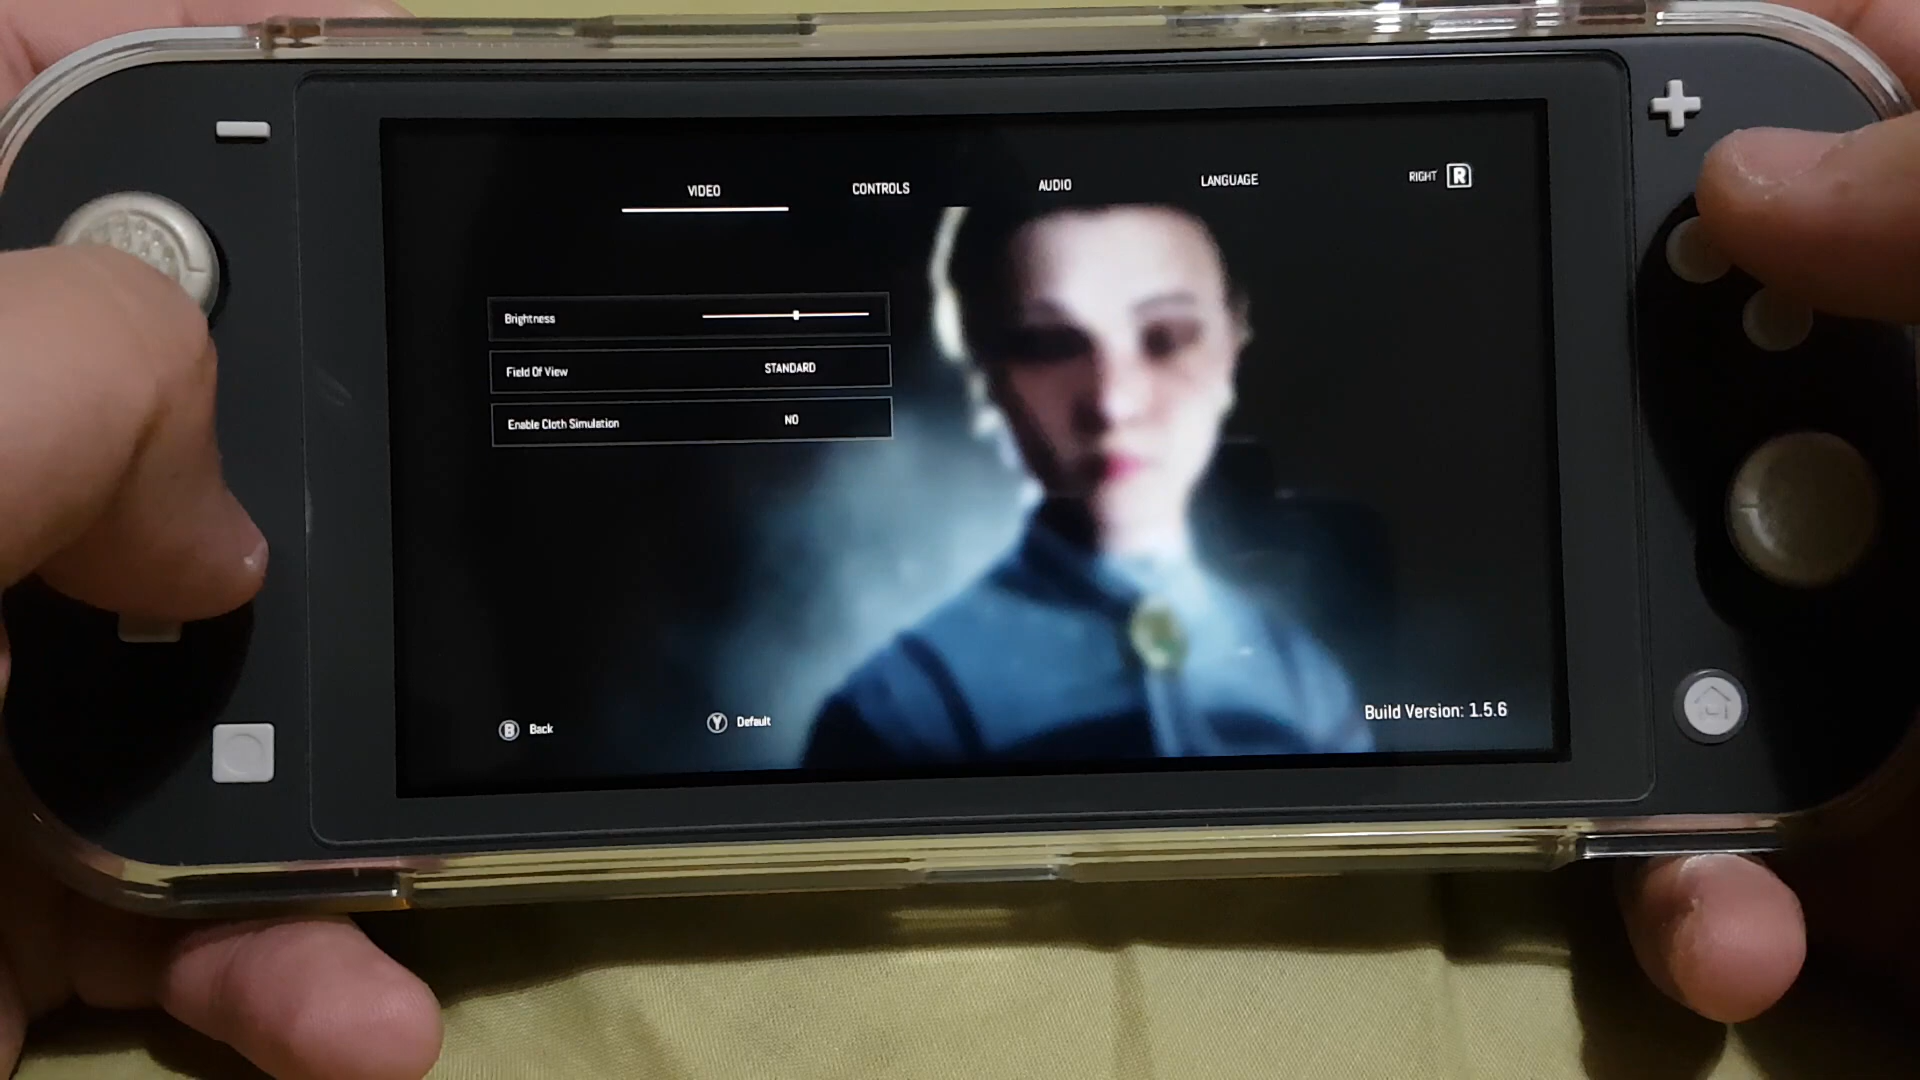 VIDEO CONTROLS AUDIO LANGUAGE RIGHT R
Brightness
Field Of View STANDARD
Enable Cloth Simulation NO
B Back Y Default
Build Version: 1.5.6